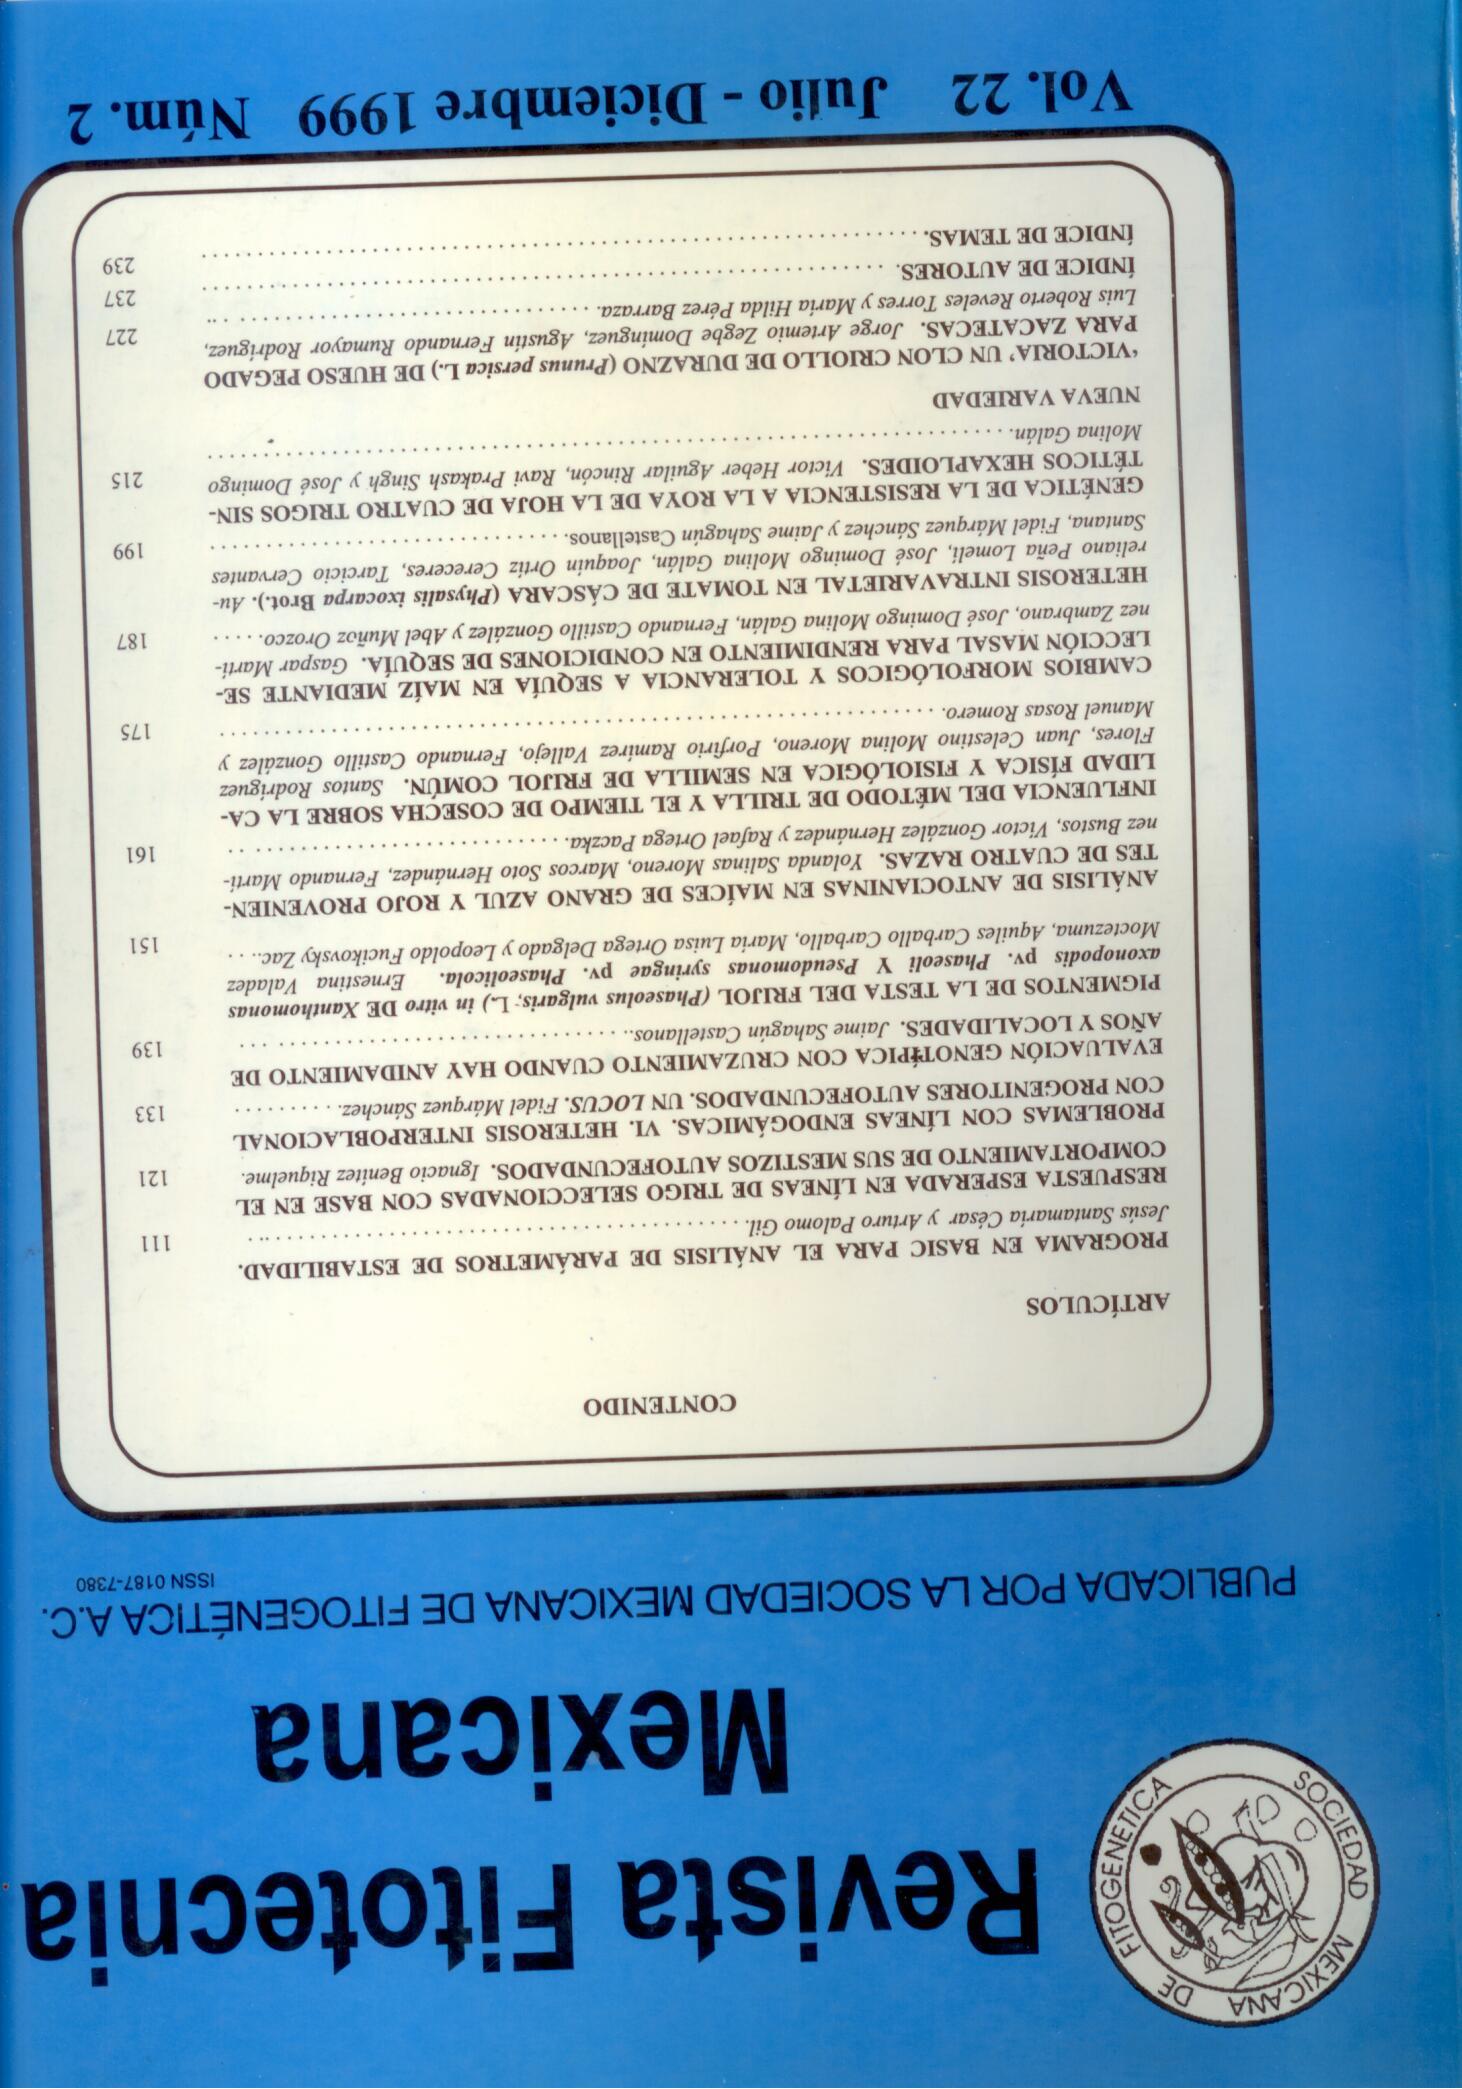 SOCIEDAD MEXICANA DE FITOGENETICA
Revista Fitotecnia
Mexicana
PUBLICADA POR LA SOCIEDAD MEXICANA DE FITOGENÉTICA A.C.
ISSN 0187-7380
CONTENIDO
ARTÍCULOS
PROGRAMA EN BASIC PARA EL ANÁLISIS DE PARÁMETROS DE ESTABILIDAD.
Jesús Santamaría César y Arturo Palomo Gil. 111
RESPUESTA ESPERADA EN LÍNEAS DE TRIGO SELECCIONADAS CON BASE EN EL
COMPORTAMIENTO DE SUS MESTIZOS AUTOFECUNDADOS. Ignacio Benítez Riquelme. 121
PROBLEMAS CON LÍNEAS ENDOGÁMICAS. VI. HETEROSIS INTERPOBLACIONAL
CON PROGENITORES AUTOFECUNDADOS. UN LOCUS. Fidel Márquez Sánchez. 133
EVALUACIÓN GENOTÍPICA CON CRUZAMIENTO CUANDO HAY ANIDAMIENTO DE
AÑOS Y LOCALIDADES. Jaime Sahagún Castellanos.. 139
PIGMENTOS DE LA TESTA DEL FRIJOL (Phaseolus vulgaris; L.) in vitro DE Xanthomonas
axonopodis pv. Phaseoli Y Pseudomonas syringae pv. Phaseolicola. Ernestina Valadez
Moctezuma, Aquiles Carballo Carballo, María Luisa Ortega Delgado y Leopoldo Fucikovsky Zac... 151
ANÁLISIS DE ANTOCIANINAS EN MAÍCES DE GRANO AZUL Y ROJO PROVENIEN-
TES DE CUATRO RAZAS. Yolanda Salinas Moreno, Marcos Soto Hernández, Fernando Martí-
nez Bustos, Víctor González Hernández y Rafael Ortega Paczka. 161
INFLUENCIA DEL MÉTODO DE TRILLA Y EL TIEMPO DE COSECHA SOBRE LA CA-
LIDAD FÍSICA Y FISIOLÓGICA EN SEMILLA DE FRIJOL COMÚN. Santos Rodríguez
Flores, Juan Celestino Molina Moreno, Porfirio Ramírez Vallejo, Fernando Castillo González y
Manuel Rosas Romero. 175
CAMBIOS MORFOLÓGICOS Y TOLERANCIA A SEQUÍA EN MAÍZ MEDIANTE SE-
LECCIÓN MASAL PARA RENDIMIENTO EN CONDICIONES DE SEQUÍA. Gaspar Martí-
nez Zambrano, José Domingo Molina Galán, Fernando Castillo González y Abel Muñoz Orozco. 187
HETEROSIS INTRAVARIETAL EN TOMATE DE CÁSCARA (Physalis ixocarpa Brot.). Au-
reliano Peña Lomelí, José Domingo Molina Galán, Joaquín Ortiz Cereceres, Tarcicio Cervantes
Santana, Fidel Márquez Sánchez y Jaime Sahagún Castellanos. 199
GENÉTICA DE LA RESISTENCIA A LA ROYA DE LA HOJA DE CUATRO TRIGOS SIN-
TÉTICOS HEXAPLOIDES. Víctor Heber Aguilar Rincón, Ravi Prakash Singh y José Domingo
Molina Galán. 215
NUEVA VARIEDAD
‘VICTORIA’ UN CLON CRIOLLO DE DURAZNO (Prunus persica L.) DE HUESO PEGADO
PARA ZACATECAS. Jorge Artemio Zegbe Domínguez, Agustín Fernando Rumayor Rodríguez,
Luis Roberto Reveles Torres y María Hilda Pérez Barraza. 227
ÍNDICE DE AUTORES. 237
ÍNDICE DE TEMAS. 239
Vol. 22 Julio - Diciembre 1999 Núm. 2